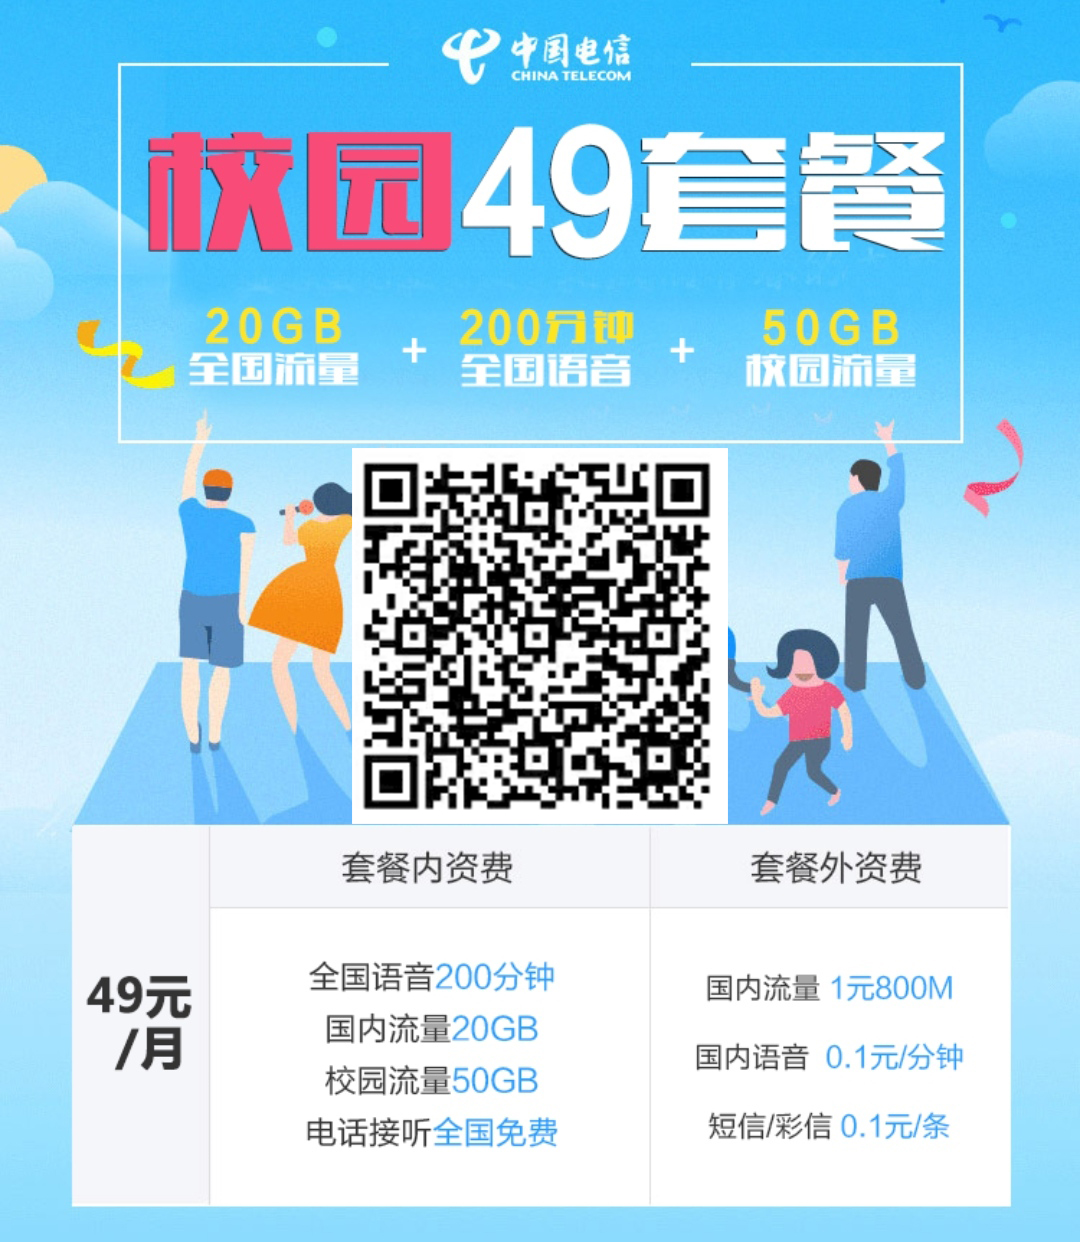 中国电信
CHINA TELECOM
校园49套餐
20GB + 200分钟 + 50GB
全国流量 全国语音 校园流量
套餐内资费 套餐外资费
49元
/月
全国语音200分钟
国内流量20GB
校园流量50GB
电话接听全国免费
国内流量 1元800M
国内语音 0.1元/分钟
短信/彩信 0.1元/条